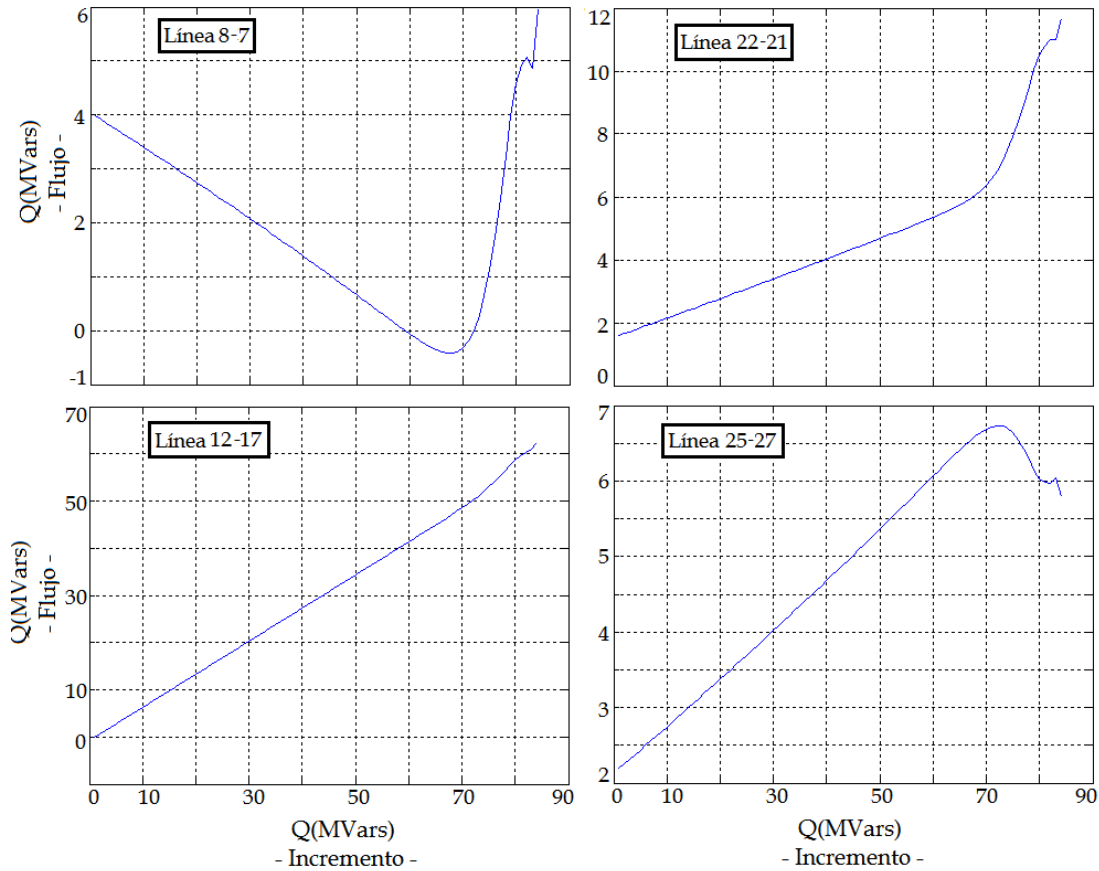 Línea 8-7
6
4
2
0
-1
Q(MVars)
- Flujo -
Línea 22-21
12
10
8
6
4
2
0
Línea 12-17
70
50
30
10
0
Q(MVars)
- Flujo -
0 10 30 50 70 90
Q(MVars)
- Incremento -
Línea 25-27
7
6
5
4
3
2
0 10 30 50 70 90
Q(MVars)
- Incremento -